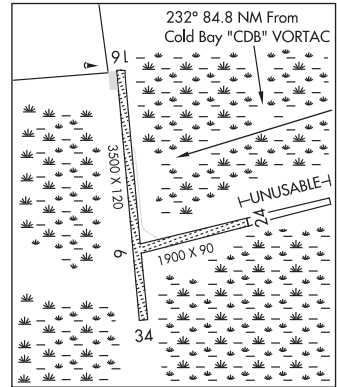 232° 84.8 NM From
Cold Bay "CDB" VORTAC
16
3500 X 120
UNUSABLE
24
6
1900 X 90
34